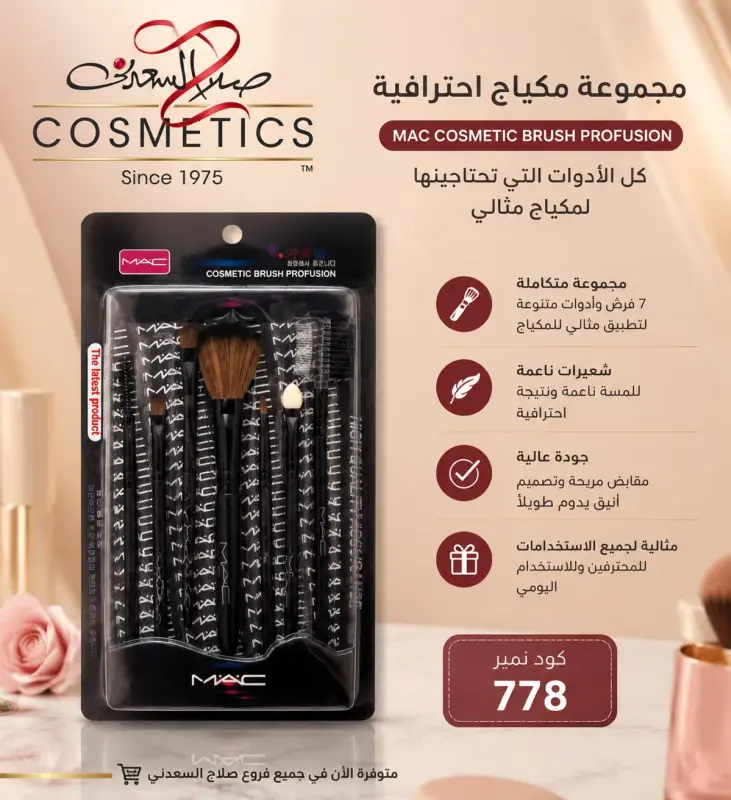 صلاح السعدني
COSMETICS
Since 1975
TM
مجموعة مكياج احترافية
MAC COSMETIC BRUSH PROFUSION
كل الأدوات التي تحتاجينها
لمكياج مثالي
MAC
COSMETIC BRUSH PROFUSION
The latest product
MAC
مجموعة متكاملة
7 فرش وأدوات متنوعة
لتطبيق مثالي للمكياج
شعيرات ناعمة
للمسة ناعمة ونتيجة
احترافية
جودة عالية
مقابض مريحة وتصميم
أنيق يدوم طويلاً
مثالية لجميع الاستخدامات
للمحترفين وللاستخدام
اليومي
كود نمبر
778
متوفرة الأن في جميع فروع صلاح السعدني